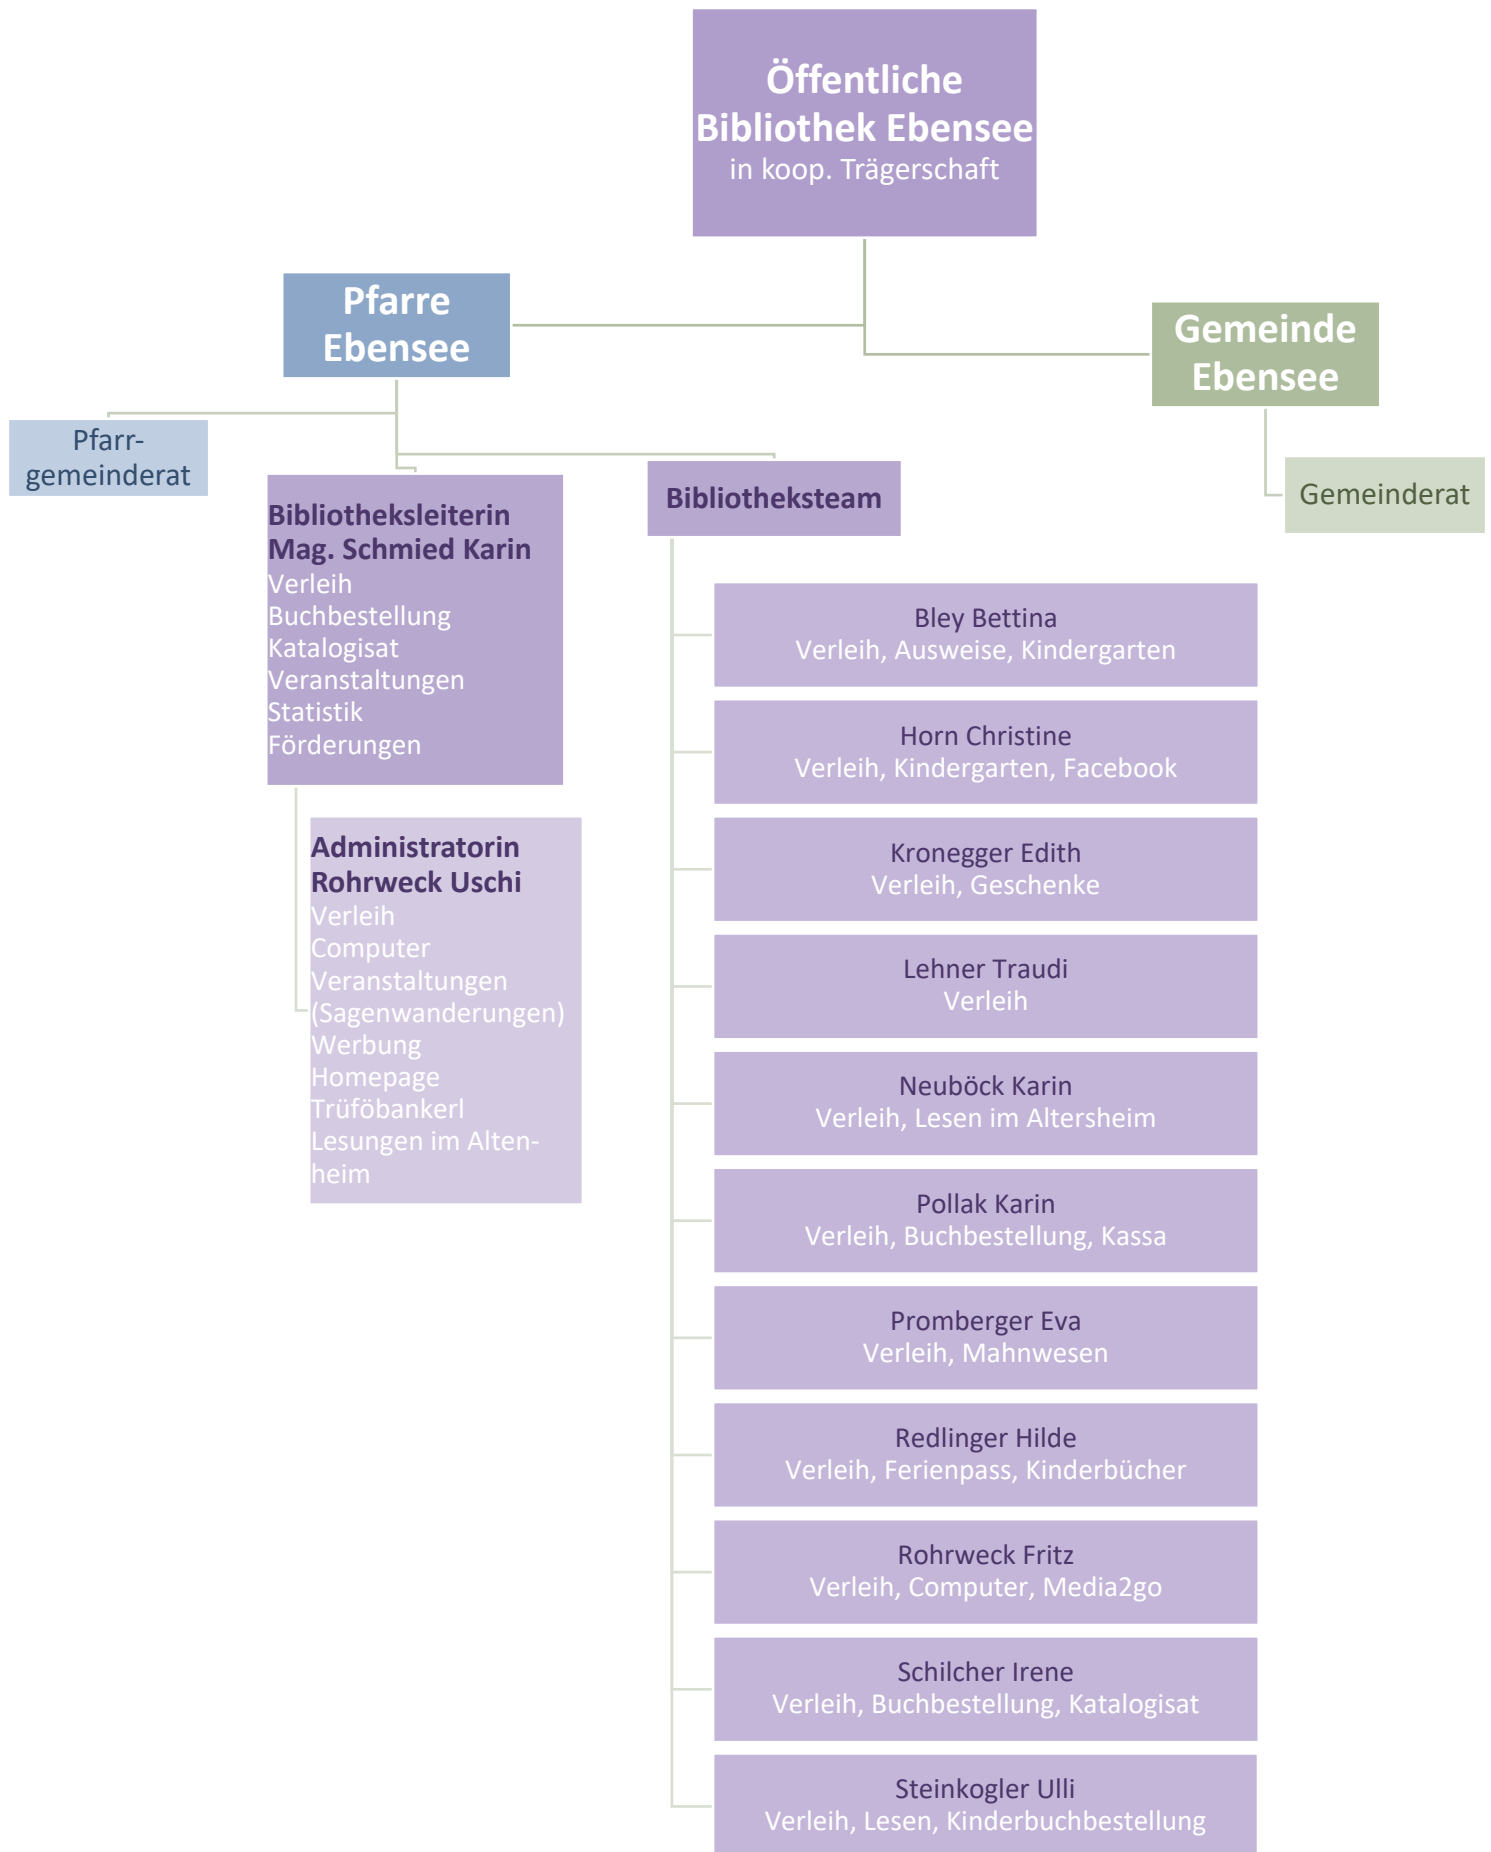 Öffentliche
Bibliothek Ebensee
in koop. Trägerschaft
Pfarre
Ebensee
Gemeinde
Ebensee
Pfarr-
gemeinderat
Bibliotheksleiterin
Mag. Schmied Karin
Verleih
Buchbestellung
Katalogisat
Veranstaltungen
Statistik
Förderungen
Administratorin
Rohrweck Uschi
Verleih
Computer
Veranstaltungen
(Sagenwanderungen)
Werbung
Homepage
Trüföbankerl
Lesungen im Alten-
heim
Bibliotheksteam
Bley Bettina
Verleih, Ausweise, Kindergarten
Horn Christine
Verleih, Kindergarten, Facebook
Kronegger Edith
Verleih, Geschenke
Lehner Traudi
Verleih
Neuböck Karin
Verleih, Lesen im Altersheim
Pollak Karin
Verleih, Buchbestellung, Kassa
Promberger Eva
Verleih, Mahnwesen
Redlinger Hilde
Verleih, Ferienpass, Kinderbücher
Rohrweck Fritz
Verleih, Computer, Media2go
Schilcher Irene
Verleih, Buchbestellung, Katalogisat
Steinkogler Ulli
Verleih, Lesen, Kinderbuchbestellung
Gemeinderat